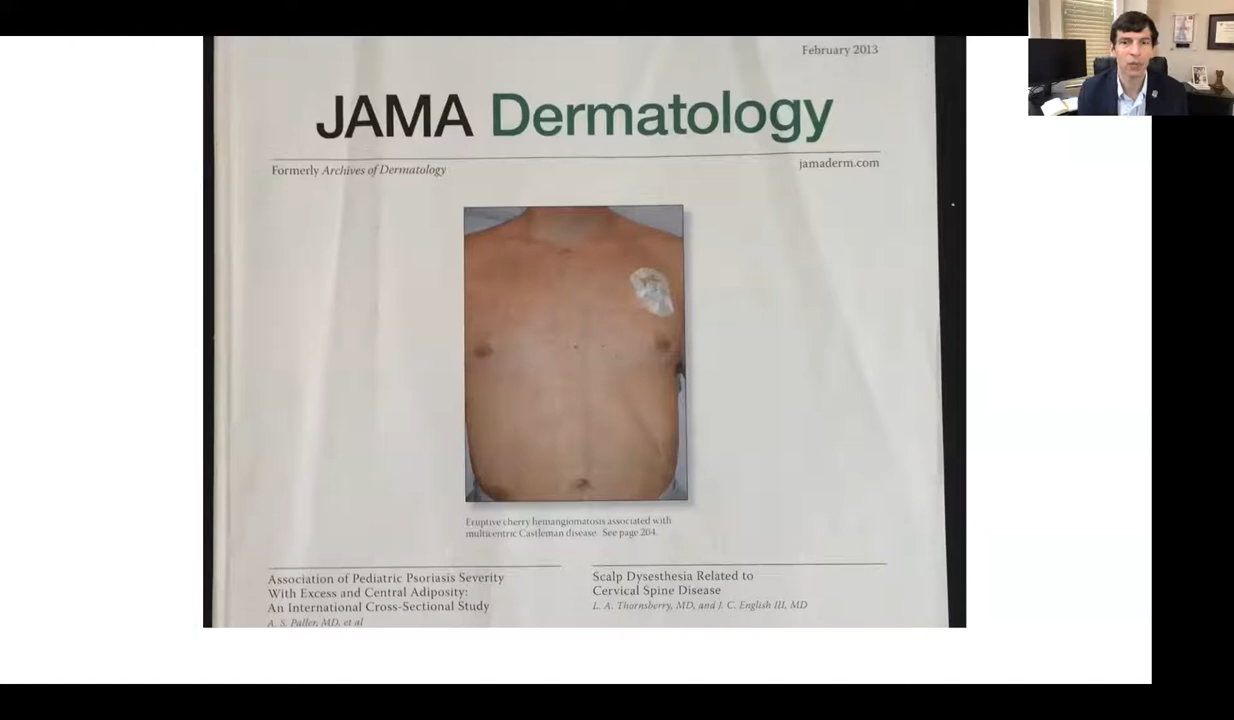 February 2013
JAMA Dermatology
Formerly Archives of Dermatology
jamaderm.com
Eruptive cherry hemangiomatosis associated with
multicentric Castleman disease. See page 204.
Association of Pediatric Psoriasis Severity
With Excess and Central Adiposity:
An International Cross-Sectional Study
A. S. Paller, MD, et al
Scalp Dysesthesia Related to
Cervical Spine Disease
L. A. Thornsberry, MD, and J. C. English III, MD